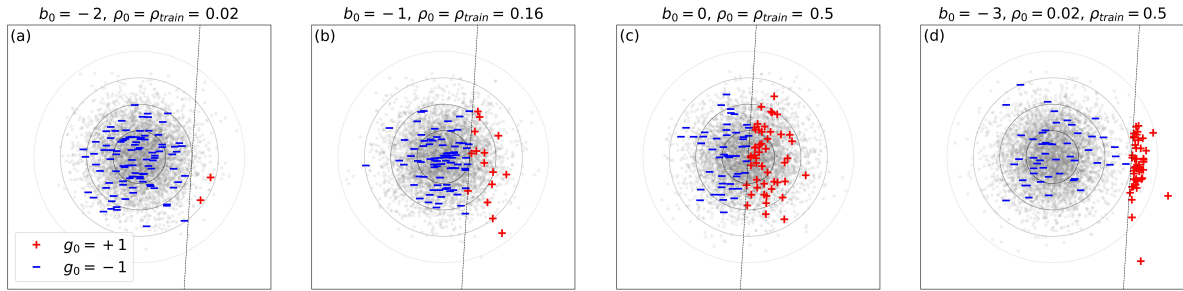 b₀ = −2, ρ₀ = ρ_train = 0.02
(a)
g₀ = +1
g₀ = −1
b₀ = −1, ρ₀ = ρ_train = 0.16
(b)
b₀ = 0, ρ₀ = ρ_train = 0.5
(c)
b₀ = −3, ρ₀ = 0.02, ρ_train = 0.5
(d)